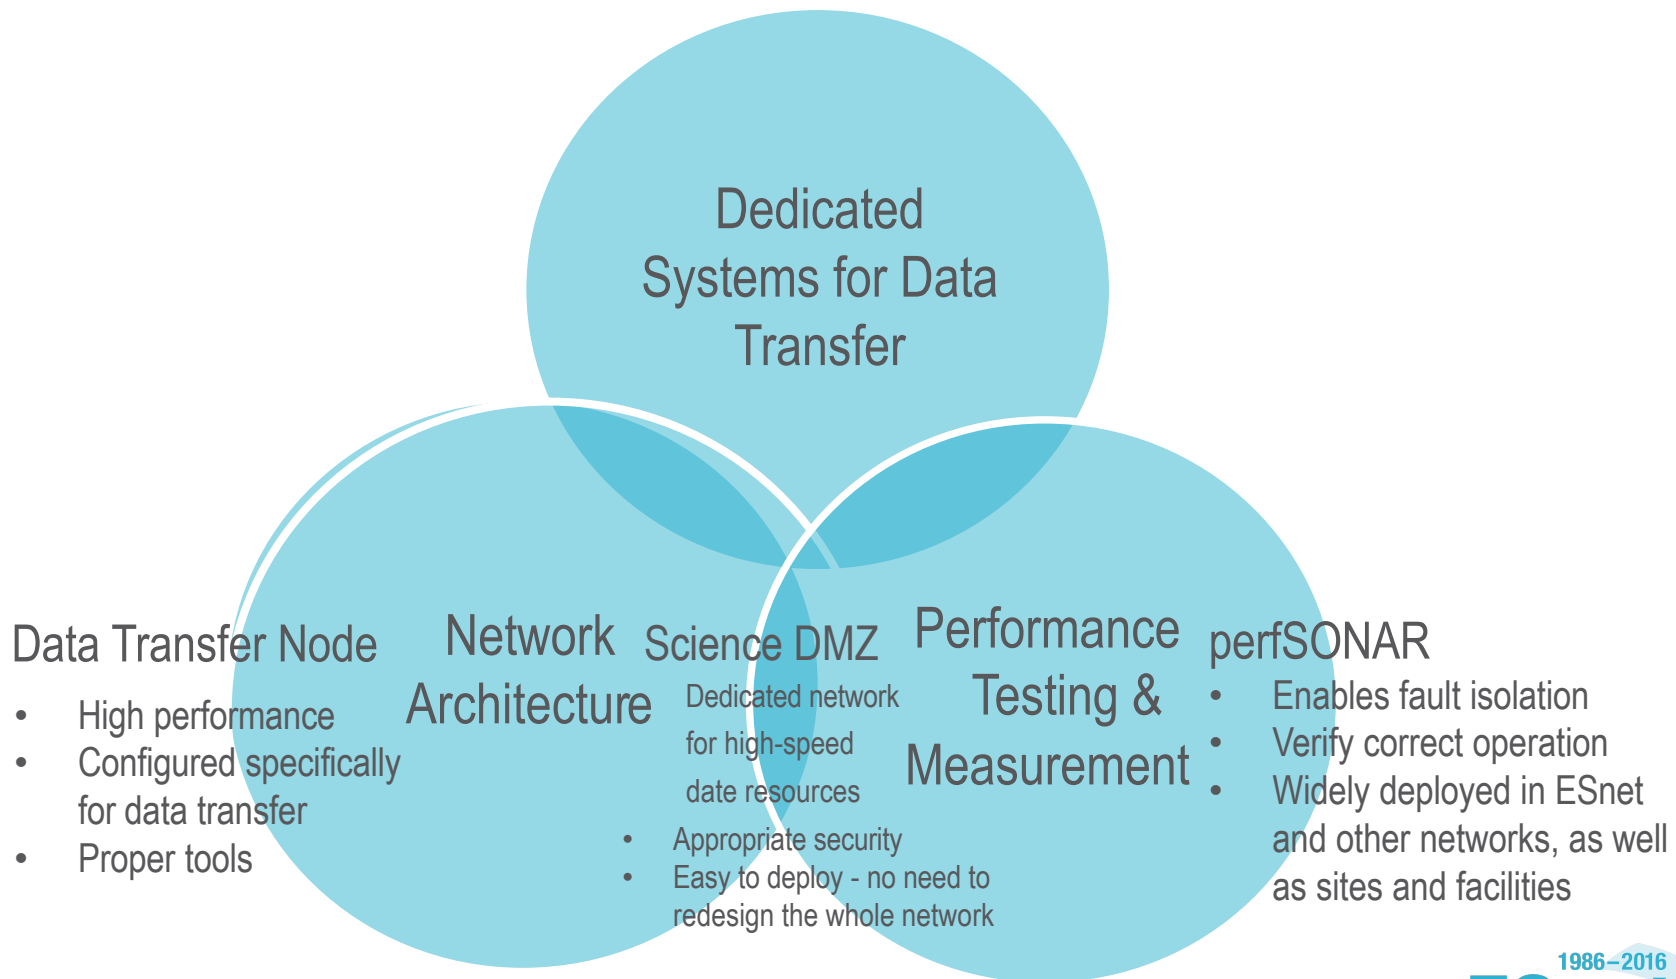 Dedicated
Systems for Data
Transfer
Data Transfer Node
• High performance
• Configured specifically
for data transfer
• Proper tools
Network
Architecture
Science DMZ
Dedicated network
for high-speed
date resources
• Appropriate security
• Easy to deploy - no need to
redesign the whole network
Performance
Testing &
Measurement
perfSONAR
• Enables fault isolation
• Verify correct operation
• Widely deployed in ESnet
and other networks, as well
as sites and facilities
1986–2016